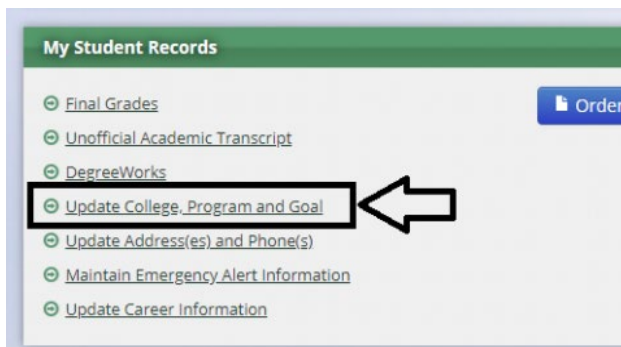 My Student Records
Final Grades
Order
Unofficial Academic Transcript
DegreeWorks
Update College, Program and Goal
Update Address(es) and Phone(s)
Maintain Emergency Alert Information
Update Career Information